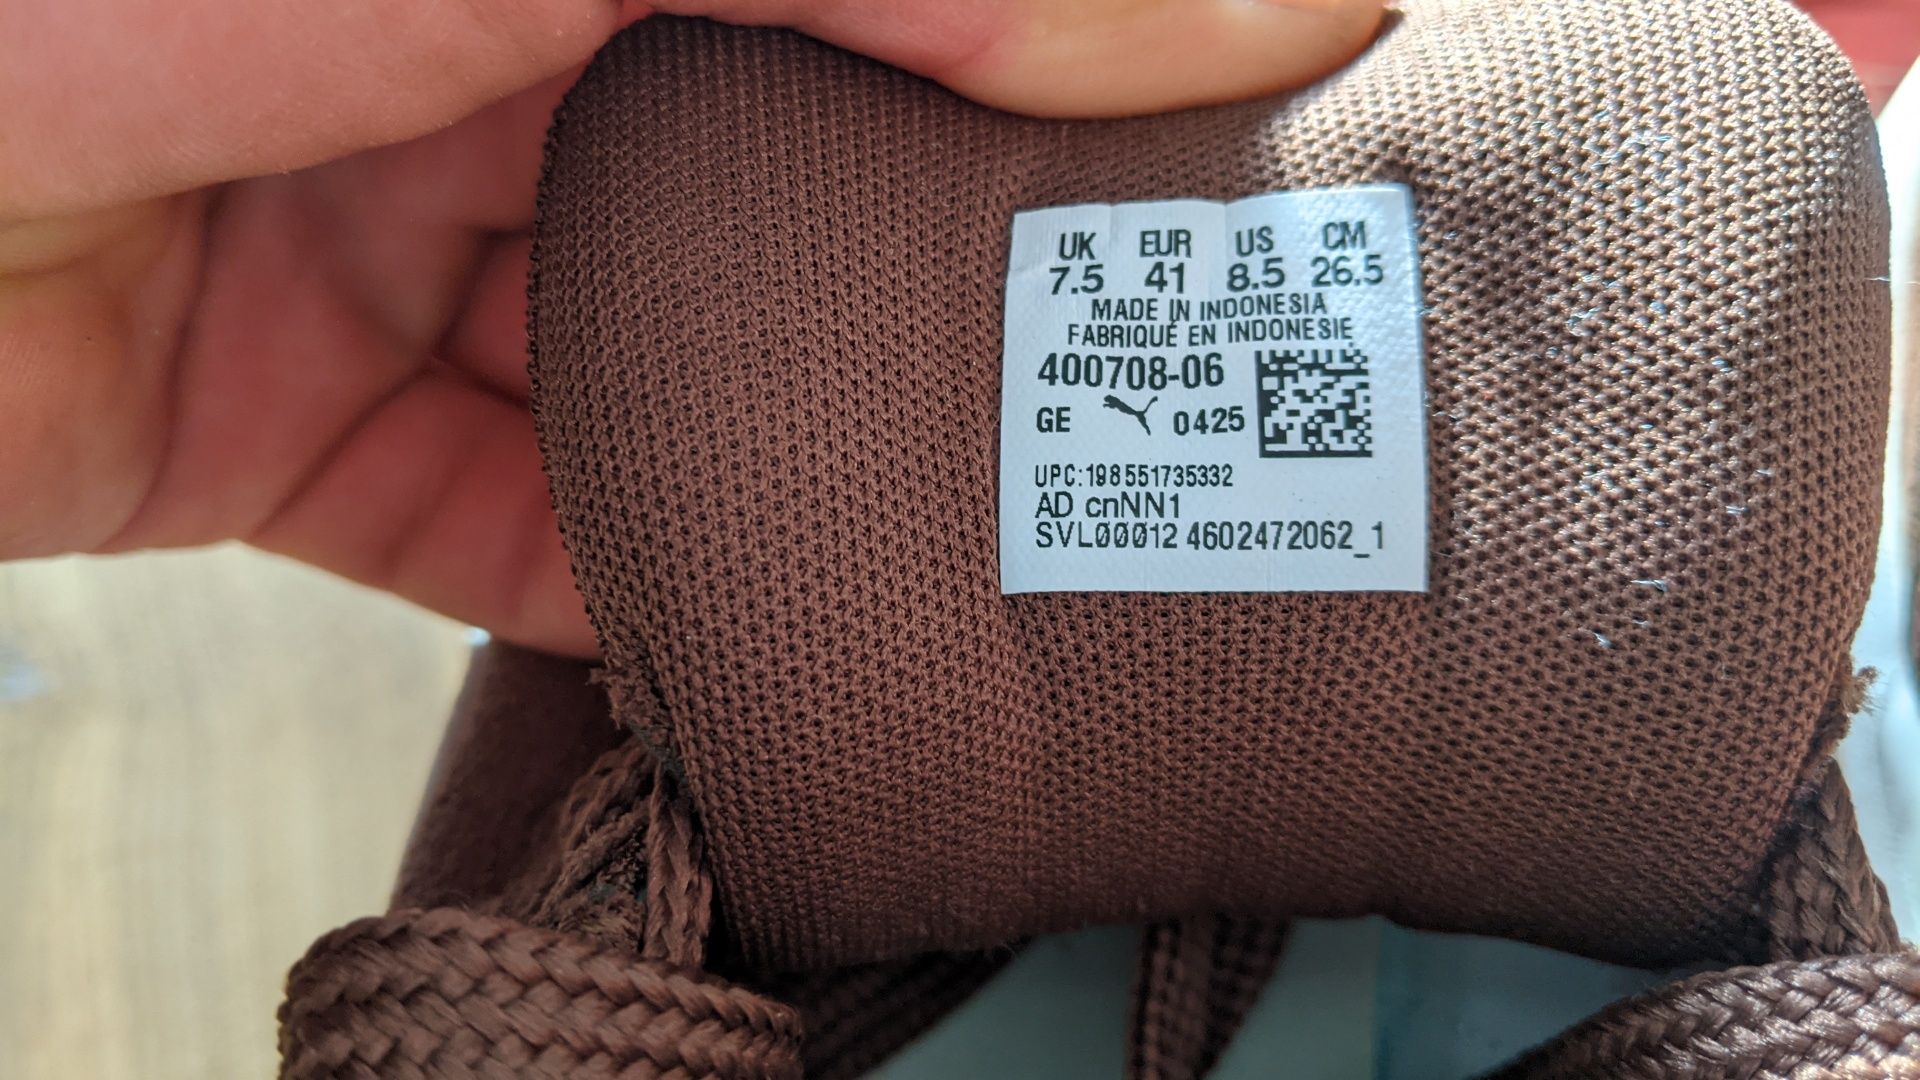 UK EUR US CM
7.5 41 8.5 26.5
MADE IN INDONESIA
FABRIQUÉ EN INDONESIE
400708-06
GE 0425
UPC:198551735332
AD cnNN1
SVL00012 4602472062_1